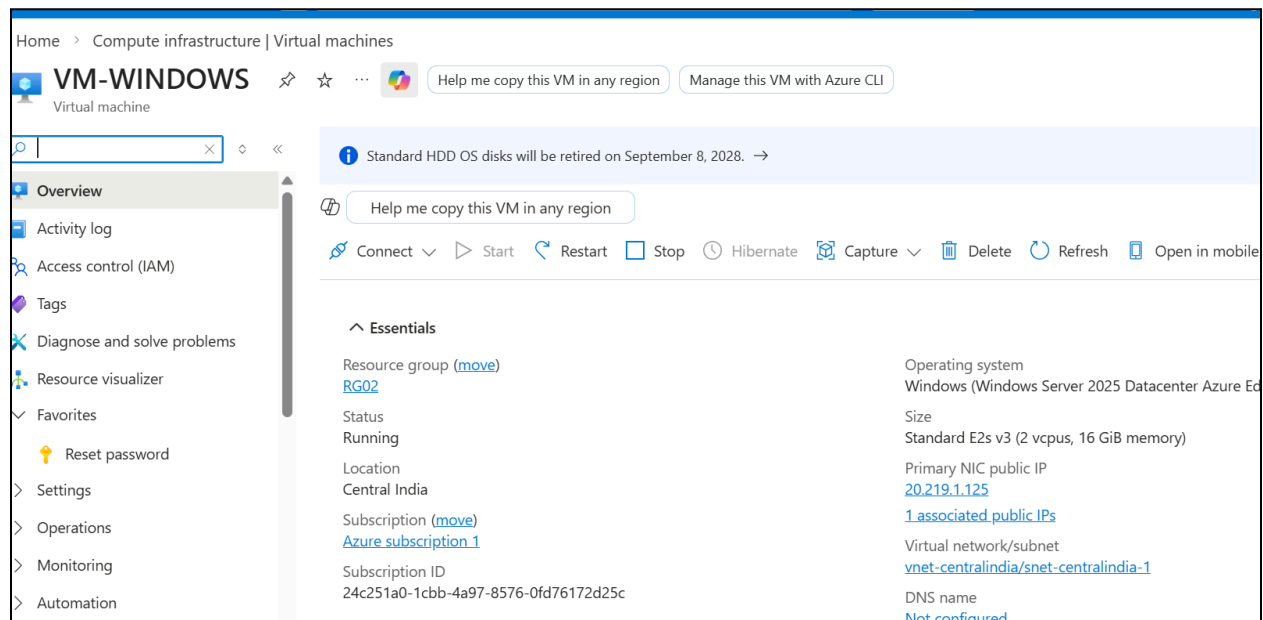 Home > Compute infrastructure | Virtual machines
VM-WINDOWS
Help me copy this VM in any region
Manage this VM with Azure CLI
Virtual machine
Overview
Activity log
Access control (IAM)
Tags
Diagnose and solve problems
Resource visualizer
Favorites
Reset password
Settings
Operations
Monitoring
Automation
Standard HDD OS disks will be retired on September 8, 2028. →
Help me copy this VM in any region
Connect Start Restart Stop Hibernate Capture Delete Refresh Open in mobile
Essentials
Resource group (move)
RG02
Status
Running
Location
Central India
Subscription (move)
Azure subscription 1
Subscription ID
24c251a0-1cbb-4a97-8576-0fd76172d25c
Operating system
Windows (Windows Server 2025 Datacenter Azure Ed
Size
Standard E2s v3 (2 vcpus, 16 GiB memory)
Primary NIC public IP
20.219.1.125
1 associated public IPs
Virtual network/subnet
vnet-centralindia/snet-centralindia-1
DNS name
Not configured